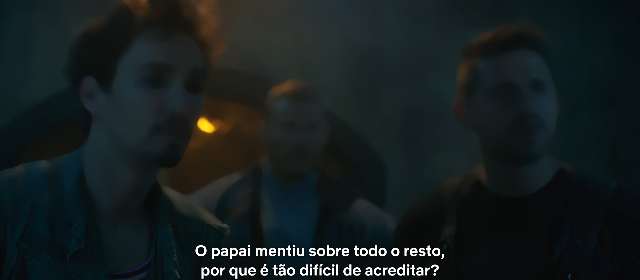 O papai mentiu sobre todo o resto,
por que é tão difícil de acreditar?